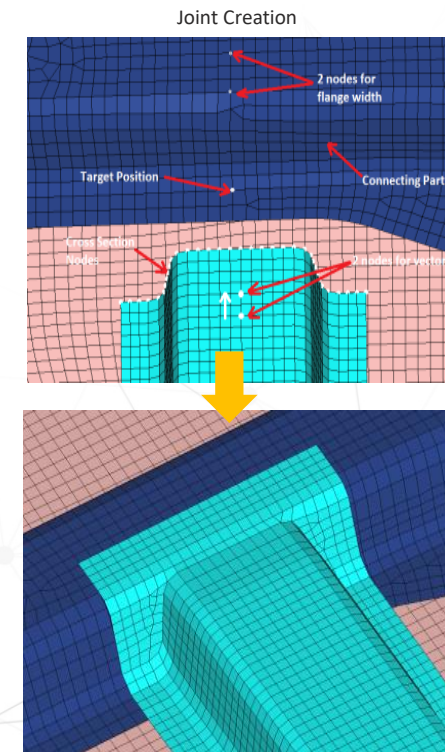 Joint Creation
2 nodes for
flange width
Target Position
Connecting Part
Cross Section
Nodes
2 nodes for vector